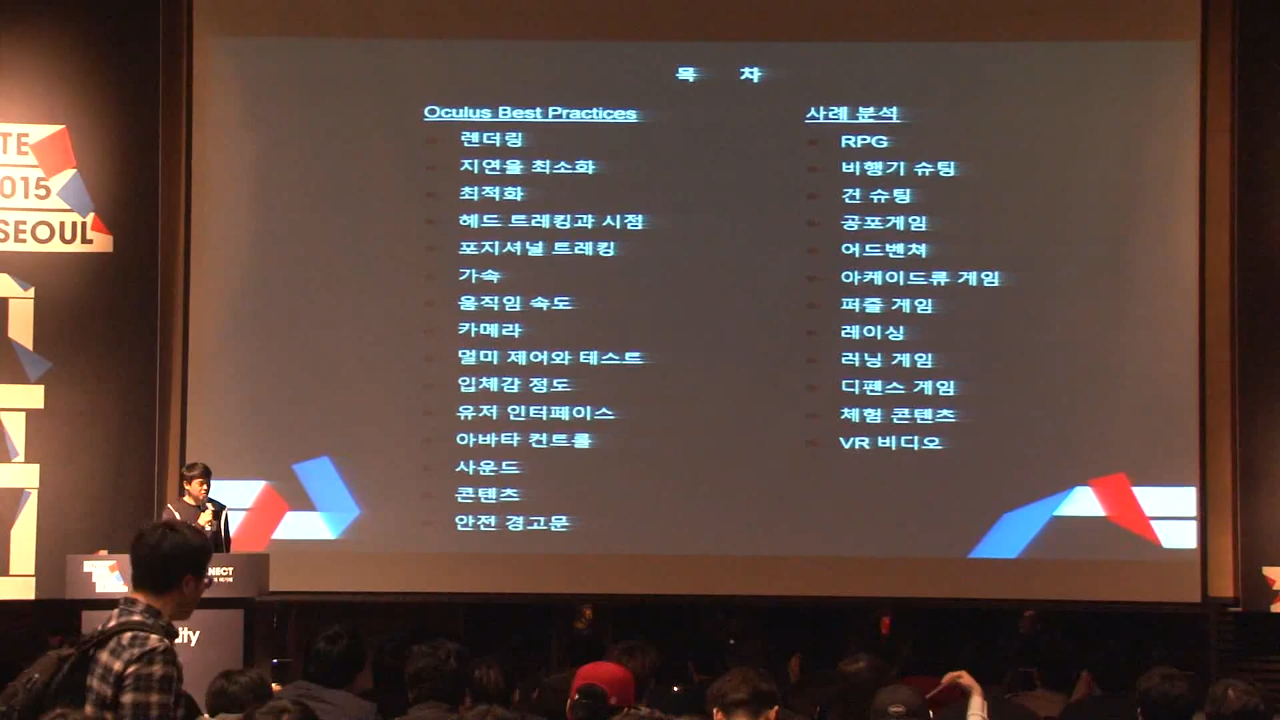 목 차
Oculus Best Practices
렌더링
지연율 최소화
최적화
헤드 트레킹과 시점
포지셔널 트레킹
가속
움직임 속도
카메라
멀미 제어와 테스트
입체감 정도
유저 인터페이스
아바타 컨트롤
사운드
콘텐츠
안전 경고문
사례 분석
RPG
비행기 슈팅
건 슈팅
공포게임
어드벤쳐
아케이드류 게임
퍼즐 게임
레이싱
러닝 게임
디펜스 게임
체험 콘텐츠
VR 비디오
TE
015
SEOUL
NECT
ity